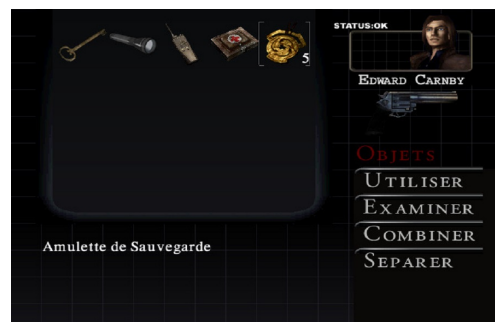 STATUS:OK
5
EDWARD CARNBY
OBJETS
UTILISER
EXAMINER
COMBINER
SEPARER
Amulette de Sauvegarde